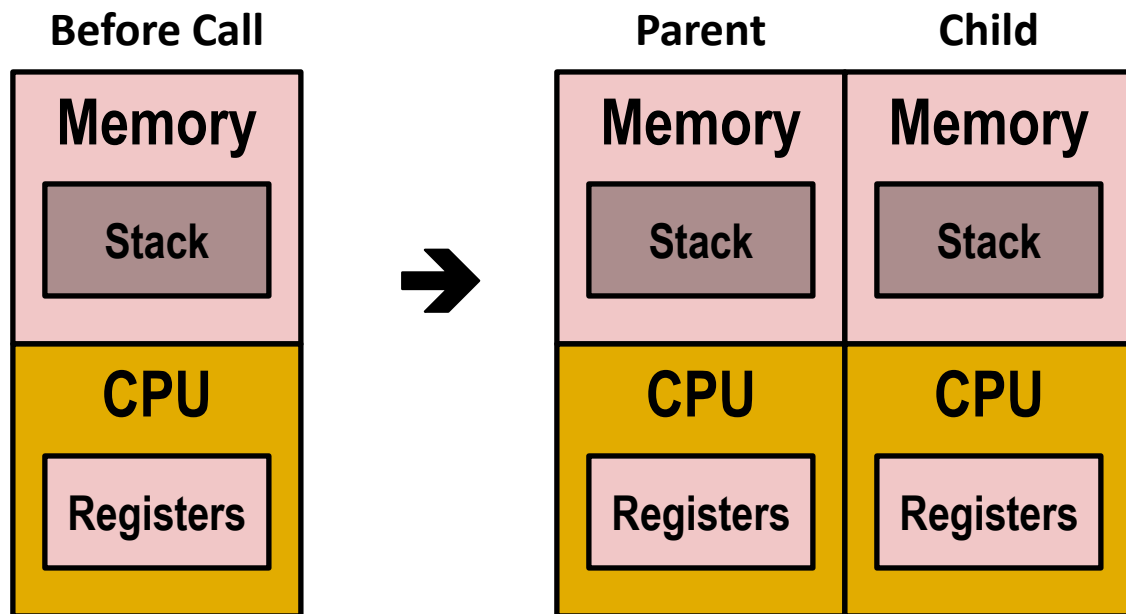 Before Call
Memory
Stack
CPU
Registers
Parent
Child
Memory
Memory
Stack
Stack
CPU
CPU
Registers
Registers